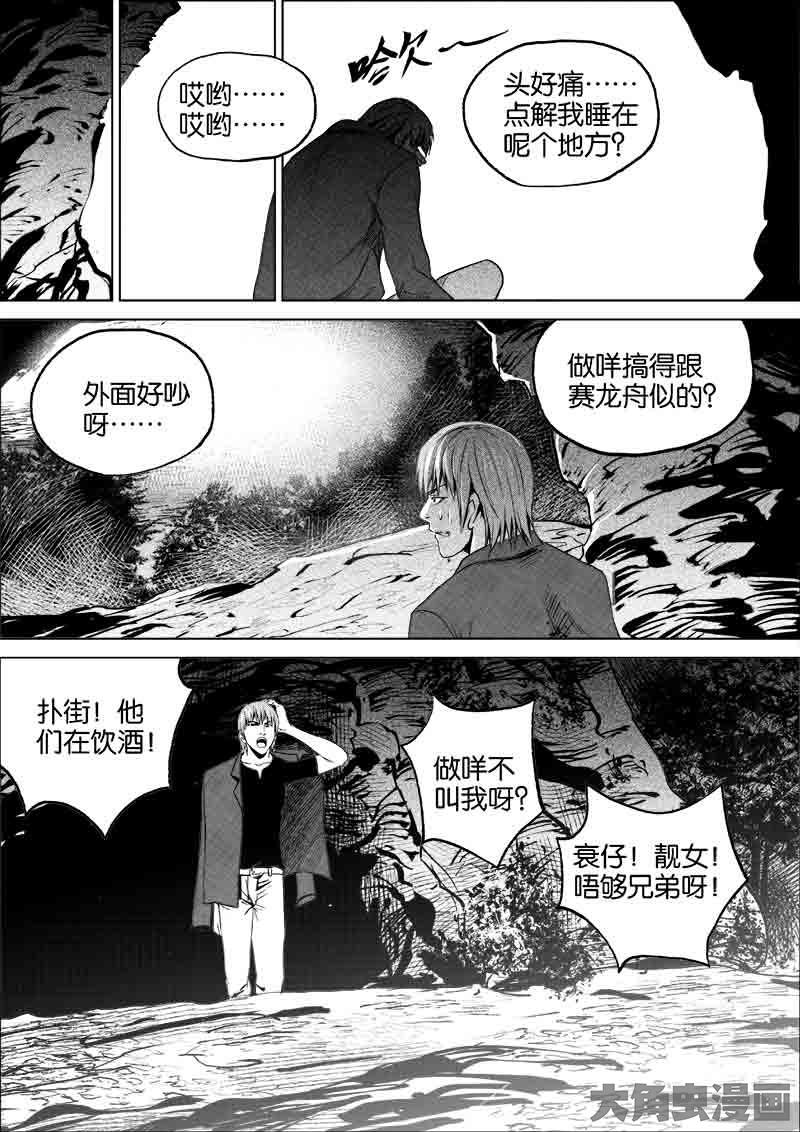 哎哟……
哎哟……
哈欠~
头好痛……
点解我睡在
呢个地方？
外面好吵
呀……
做咩搞得跟
赛龙舟似的？
扑街！他
们在饮酒！
做咩不
叫我呀？
衰仔！靓女！
唔够兄弟呀！
大角虫漫画